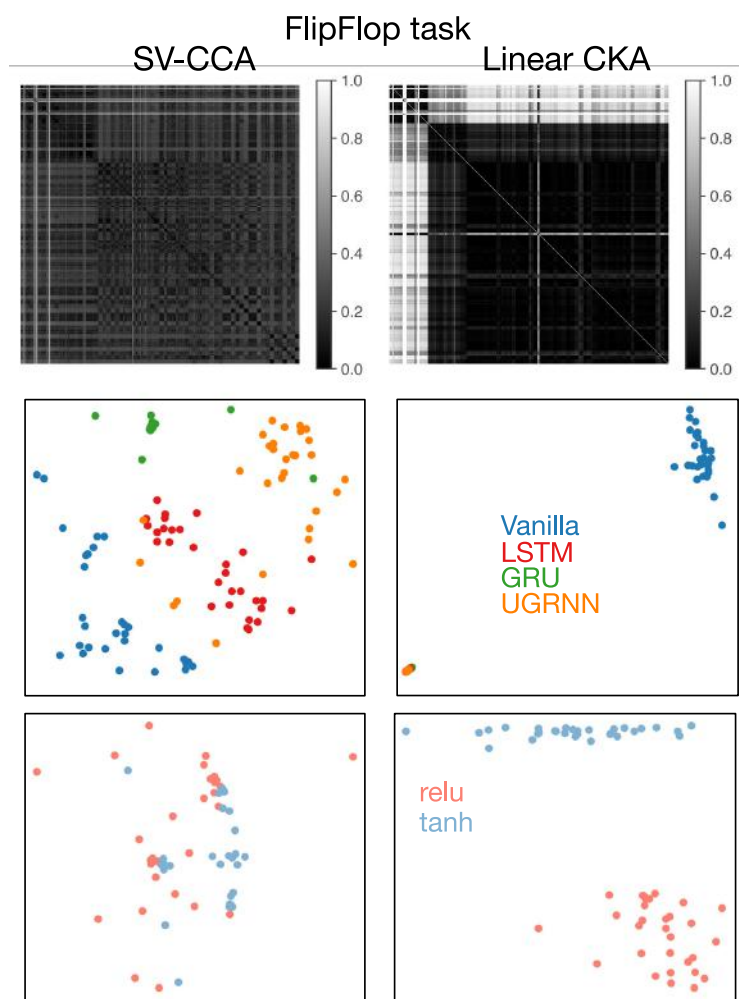 FlipFlop task
SV-CCA
Linear CKA
1.0
0.8
0.6
0.4
0.2
0.0
1.0
0.8
0.6
0.4
0.2
0.0
Vanilla
LSTM
GRU
UGRNN
relu
tanh